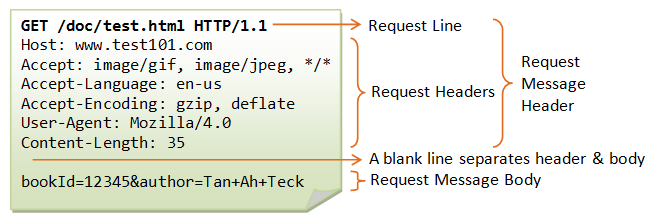 GET /doc/test.html HTTP/1.1
Host: www.test101.com
Accept: image/gif, image/jpeg, */*
Accept-Language: en-us
Accept-Encoding: gzip, deflate
User-Agent: Mozilla/4.0
Content-Length: 35
bookId=12345&author=Tan+Ah+Teck
Request Line
Request Headers
Request
Message
Header
A blank line separates header & body
Request Message Body